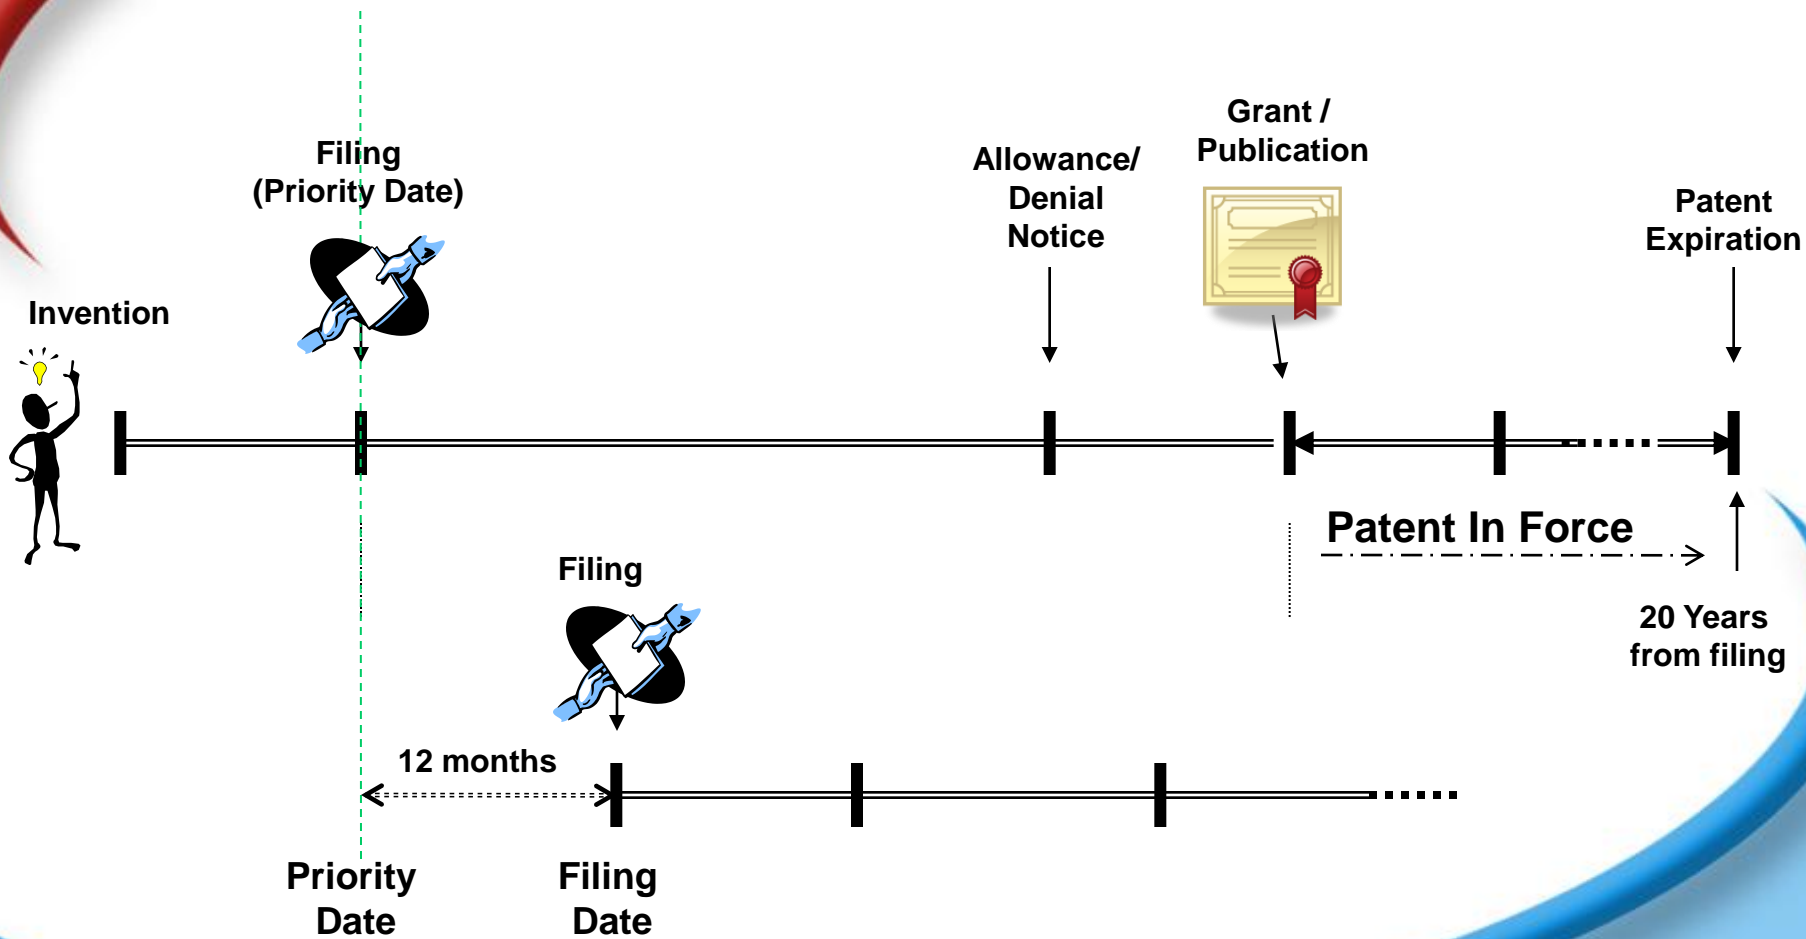 Grant /
Publication
Filing
(Priority Date)
Allowance/
Denial
Notice
Patent
Expiration
Invention
Patent In Force
Filing
20 Years
from filing
12 months
Priority
Date
Filing
Date